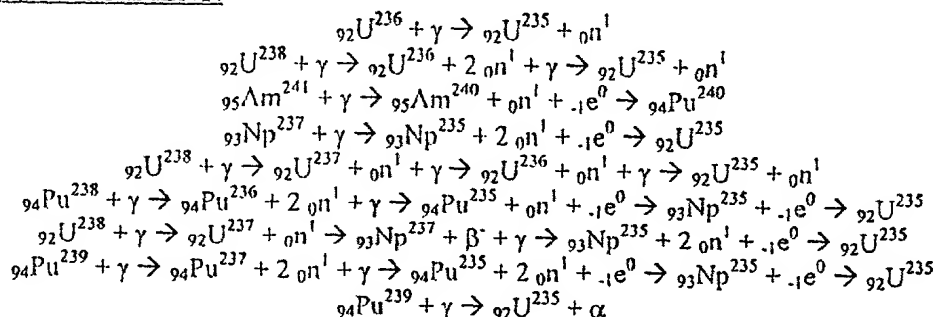 ₉₂U²³⁶ + γ → ₉₂U²³⁵ + ₀n¹
₉₂U²³⁸ + γ → ₉₂U²³⁶ + 2 ₀n¹ + γ → ₉₂U²³⁵ + ₀n¹
₉₅Am²⁴¹ + γ → ₉₅Am²⁴⁰ + ₀n¹ + ₋₁e⁰ → ₉₄Pu²⁴⁰
₉₃Np²³⁷ + γ → ₉₃Np²³⁵ + 2 ₀n¹ + ₋₁e⁰ → ₉₂U²³⁵
₉₂U²³⁸ + γ → ₉₂U²³⁷ + ₀n¹ + γ → ₉₂U²³⁶ + ₀n¹ + γ → ₉₂U²³⁵ + ₀n¹
₉₄Pu²³⁸ + γ → ₉₄Pu²³⁶ + 2 ₀n¹ + γ → ₉₄Pu²³⁵ + ₀n¹ + ₋₁e⁰ → ₉₃Np²³⁵ + ₋₁e⁰ → ₉₂U²³⁵
₉₂U²³⁸ + γ → ₉₂U²³⁷ + ₀n¹ → ₉₃Np²³⁷ + β⁻ + γ → ₉₃Np²³⁵ + 2 ₀n¹ + ₋₁e⁰ → ₉₂U²³⁵
₉₄Pu²³⁹ + γ → ₉₄Pu²³⁷ + 2 ₀n¹ + γ → ₉₄Pu²³⁵ + 2 ₀n¹ + ₋₁e⁰ → ₉₃Np²³⁵ + ₋₁e⁰ → ₉₂U²³⁵
₉₄Pu²³⁹ + γ → ₉₂U²³⁵ + α